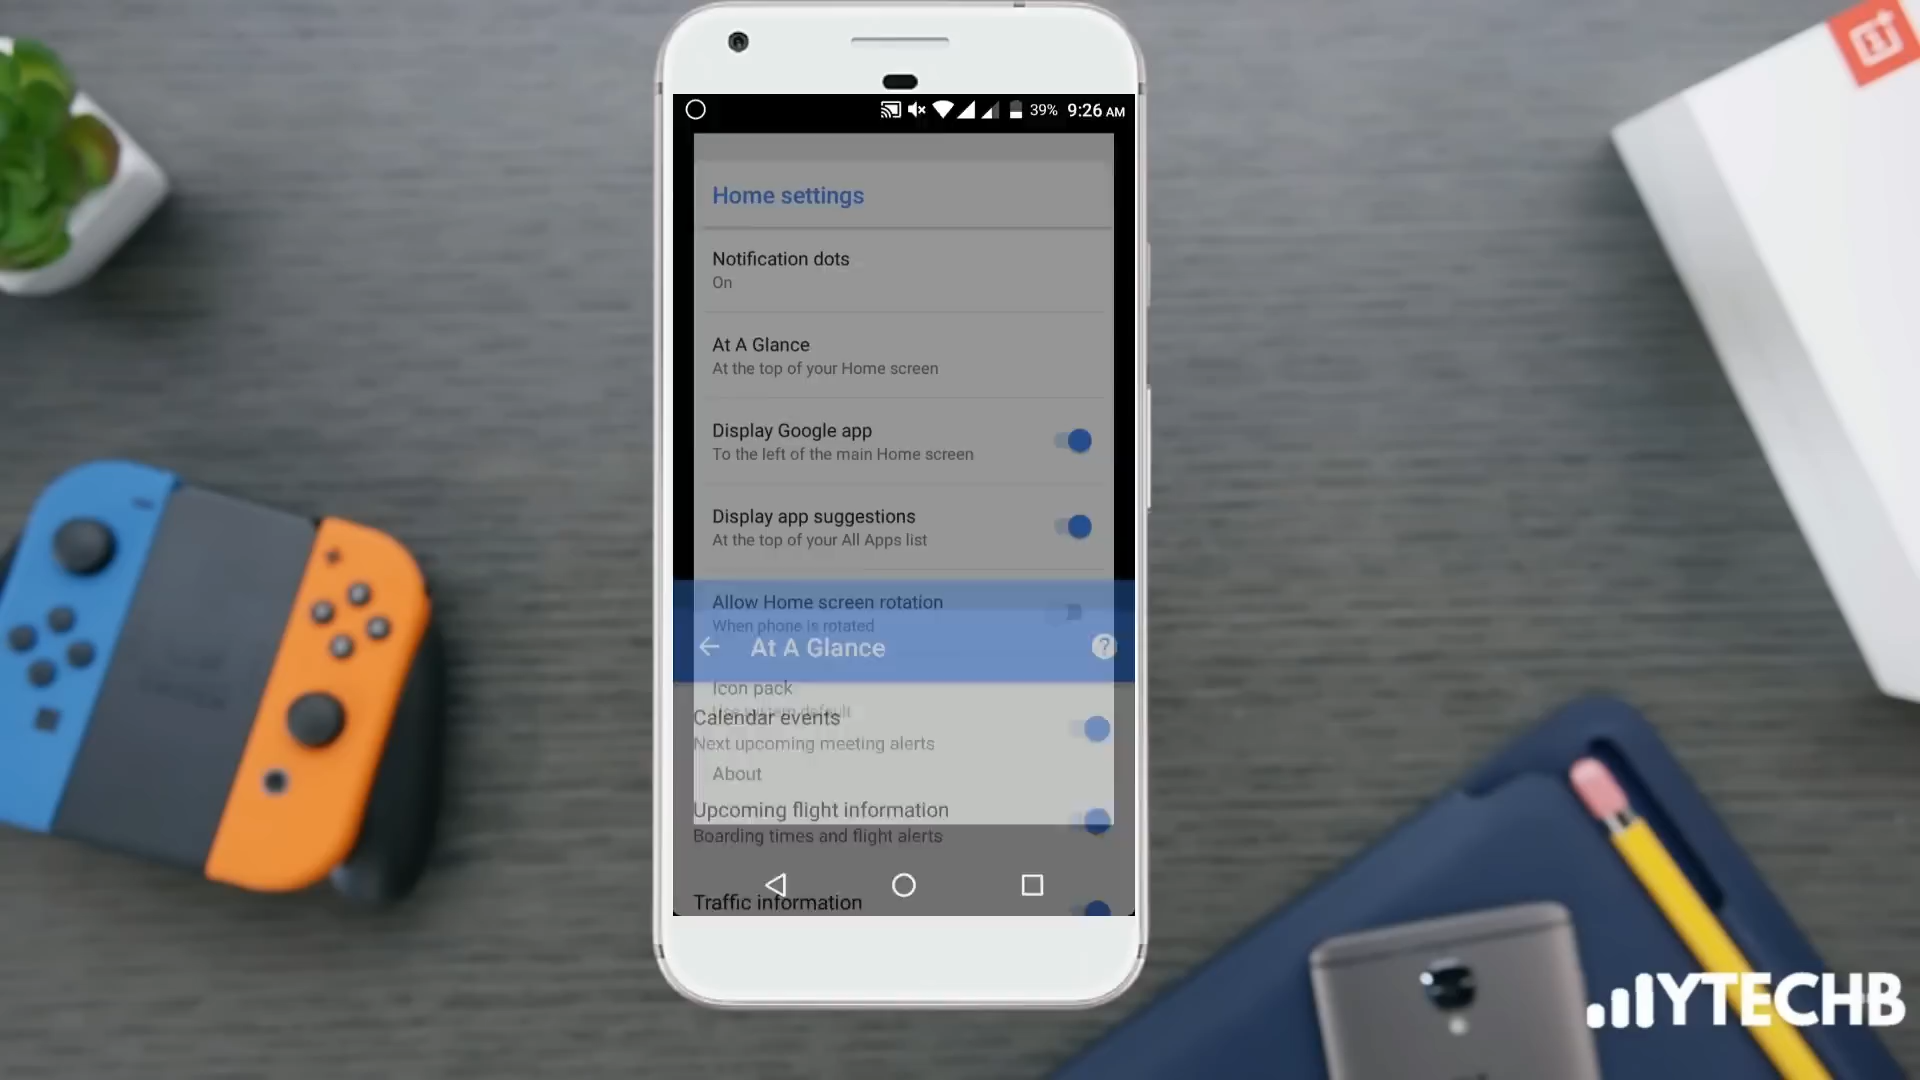 39% 9:26 AM
Home settings
Notification dots
On
At A Glance
At the top of your Home screen
Display Google app
To the left of the main Home screen
Display app suggestions
At the top of your All Apps list
Allow Home screen rotation
When phone is rotated
At A Glance
?
Icon pack
Use system default
Calendar events
Next upcoming meeting alerts
About
Upcoming flight information
Boarding times and flight alerts
Traffic information
YTECHB